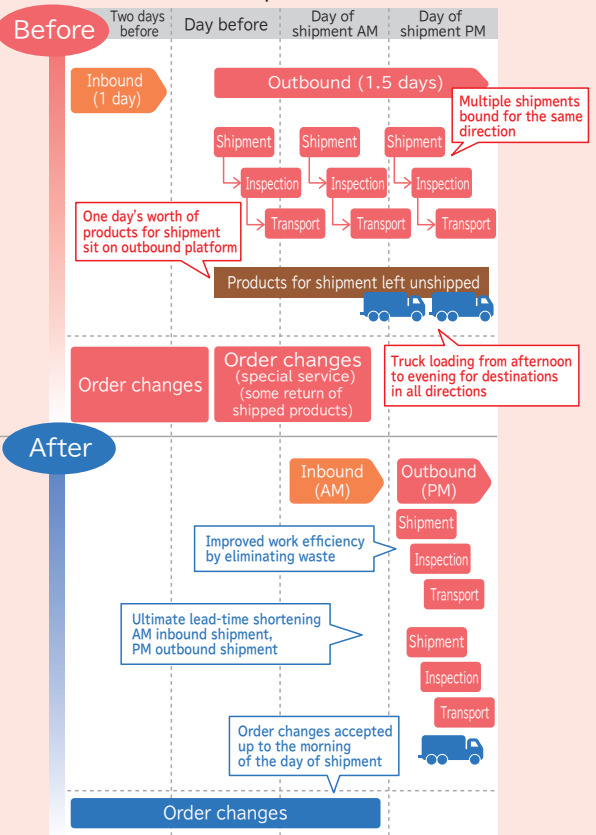 Before
Two days
before
Day before
Day of
shipment AM
Day of
shipment PM
Inbound
(1 day)
Outbound (1.5 days)
Multiple shipments
bound for the same
direction
Shipment
Shipment
Shipment
Inspection
Inspection
Inspection
Transport
Transport
Transport
One day's worth of
products for shipment
sit on outbound platform
Products for shipment left unshipped
Truck loading from afternoon
to evening for destinations
in all directions
Order changes
Order changes
(special service)
(some return of
shipped products)
After
Inbound
(AM)
Outbound
(PM)
Shipment
Improved work efficiency
by eliminating waste
Inspection
Transport
Ultimate lead-time shortening
AM inbound shipment,
PM outbound shipment
Shipment
Inspection
Transport
Order changes accepted
up to the morning
of the day of shipment
Order changes